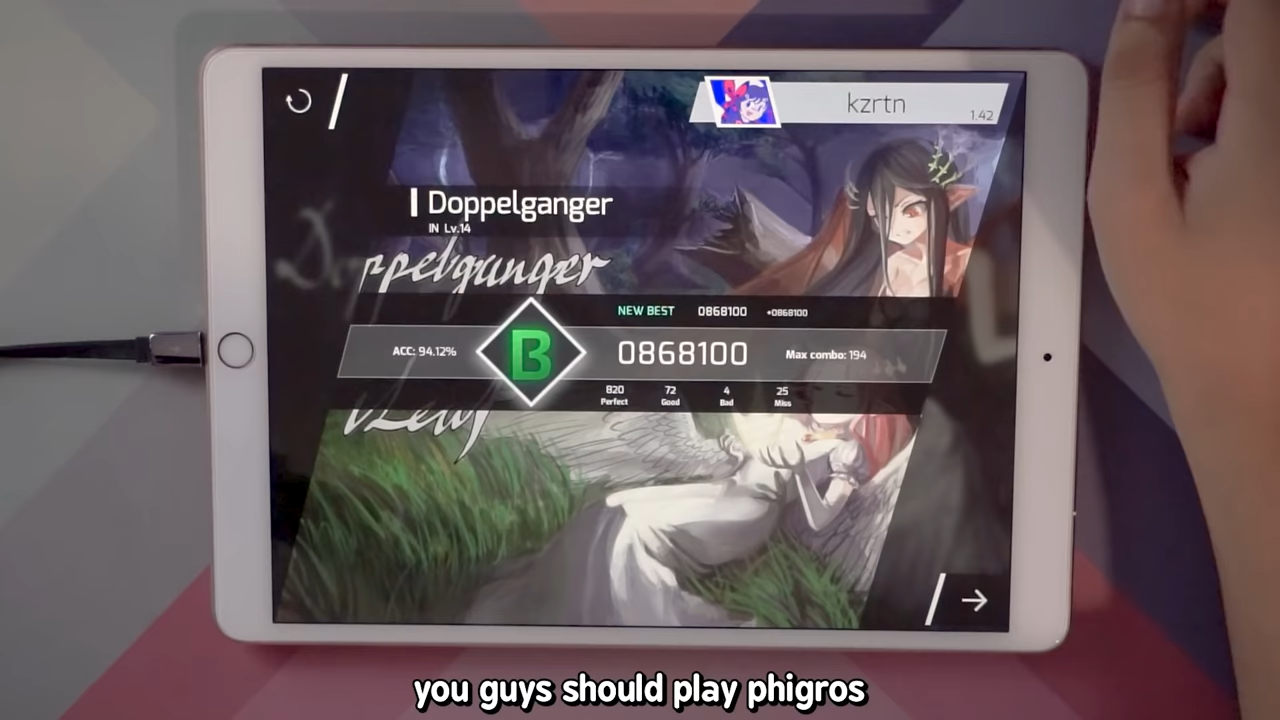 kzrtn
1.42
Doppelganger
IN Lv.14
Doppelganger
NEW BEST 0868100 +0868100
ACC: 94.12% B 0868100 Max combo: 194
820 72 4 25
Perfect Good Bad Miss
LeaF
you guys should play phigros